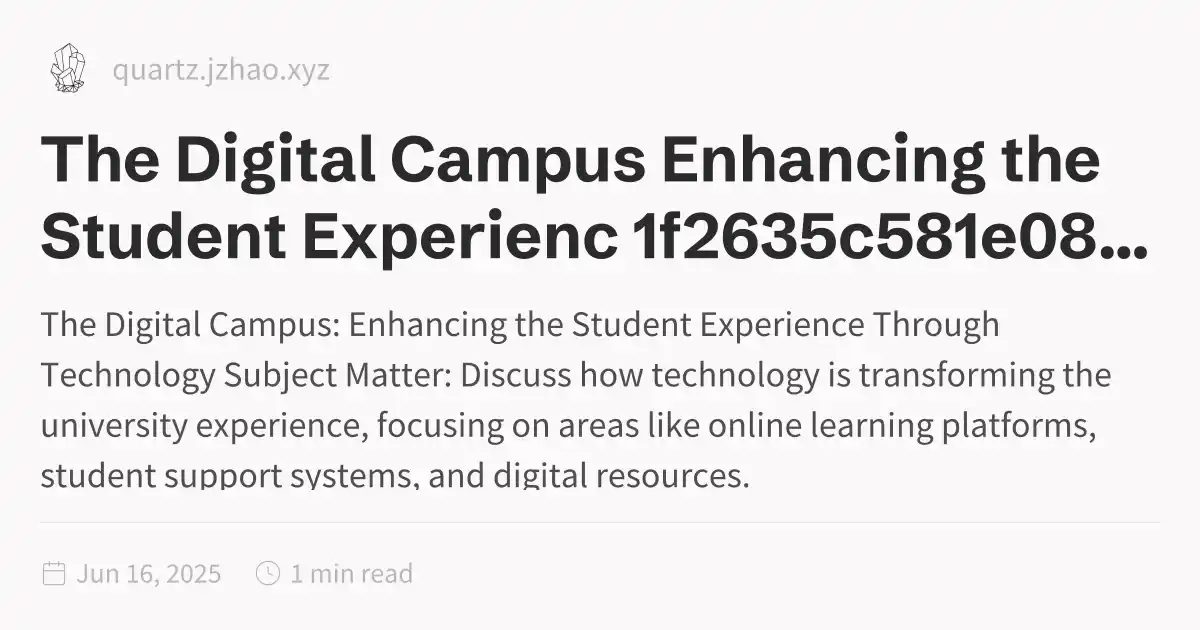 quartz.jzhao.xyz
The Digital Campus Enhancing the
Student Experienc 1f2635c581e08...
The Digital Campus: Enhancing the Student Experience Through
Technology Subject Matter: Discuss how technology is transforming the
university experience, focusing on areas like online learning platforms,
student support systems, and digital resources.
Jun 16, 2025 1 min read